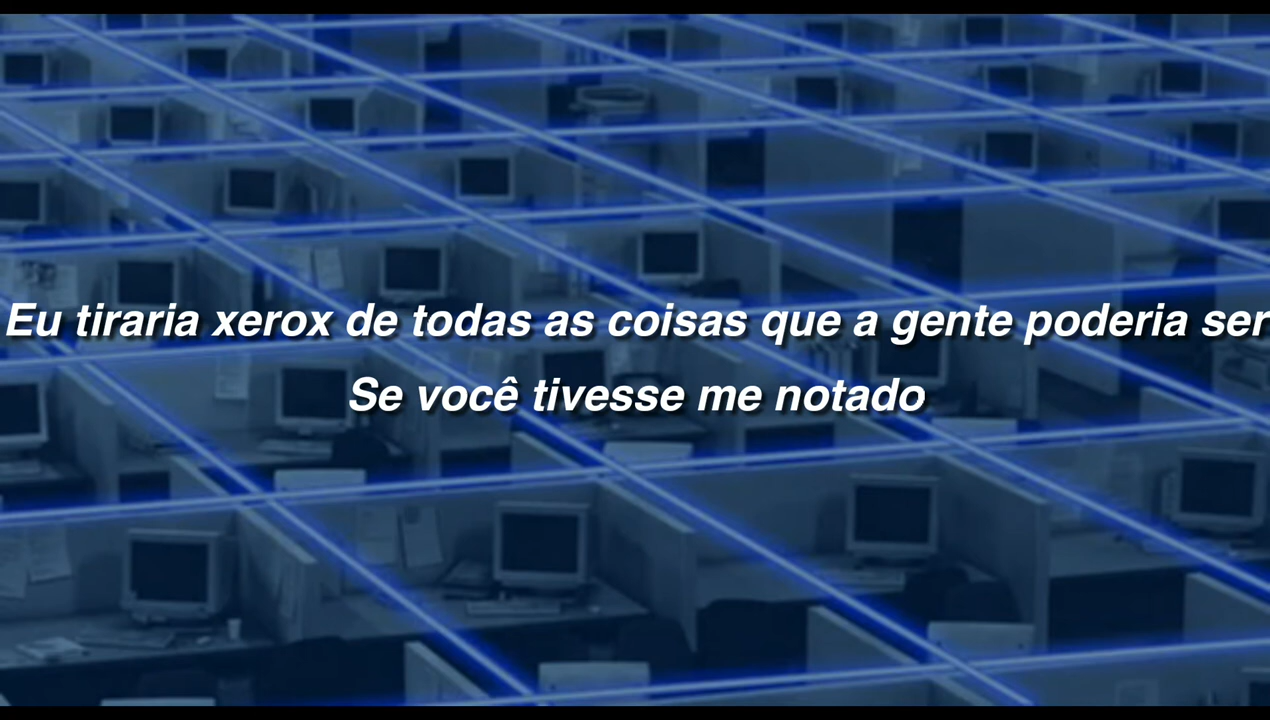 Eu tiraria xerox de todas as coisas que a gente poderia ser
Se você tivesse me notado